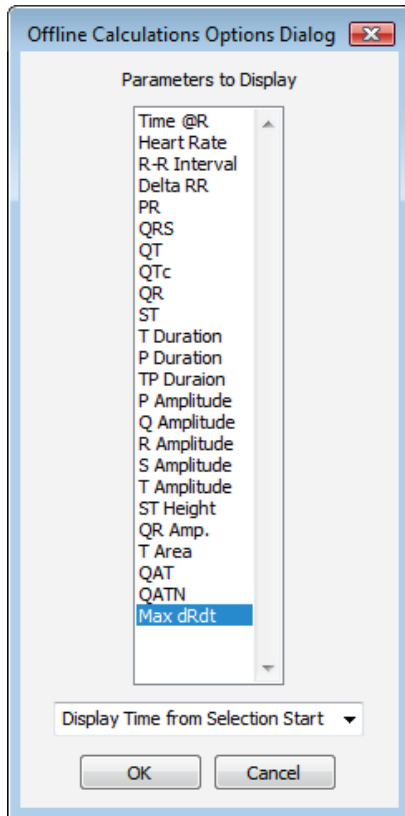 Offline Calculations Options Dialog
Parameters to Display
Time @R
Heart Rate
R-R Interval
Delta RR
PR
QRS
QT
QTc
QR
ST
T Duration
P Duration
TP Duraion
P Amplitude
Q Amplitude
R Amplitude
S Amplitude
T Amplitude
ST Height
QR Amp.
T Area
QAT
QATN
Max dRdt
Display Time from Selection Start
OK Cancel